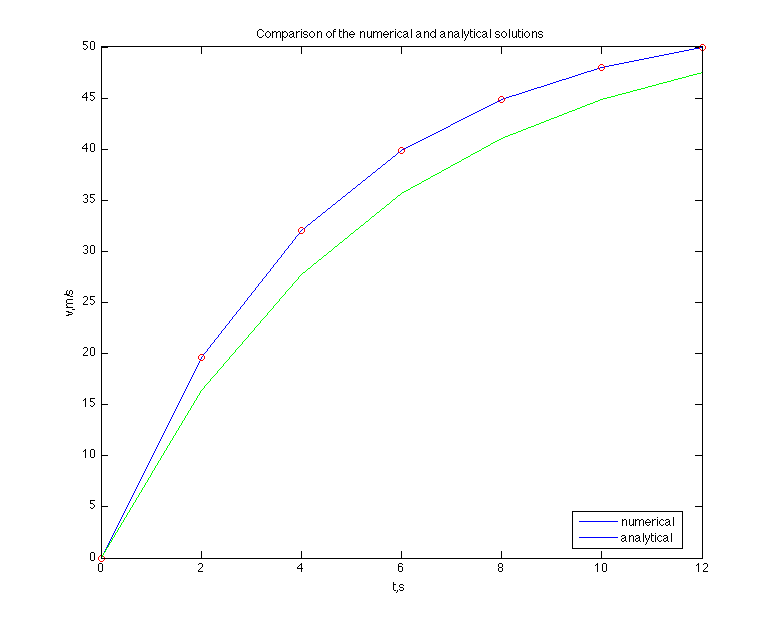 Comparison of the numerical and analytical solutions
50
45
40
35
30
25
20
15
10
5
0
v,m/s
numerical
analytical
0 2 4 6 8 10 12
t,s